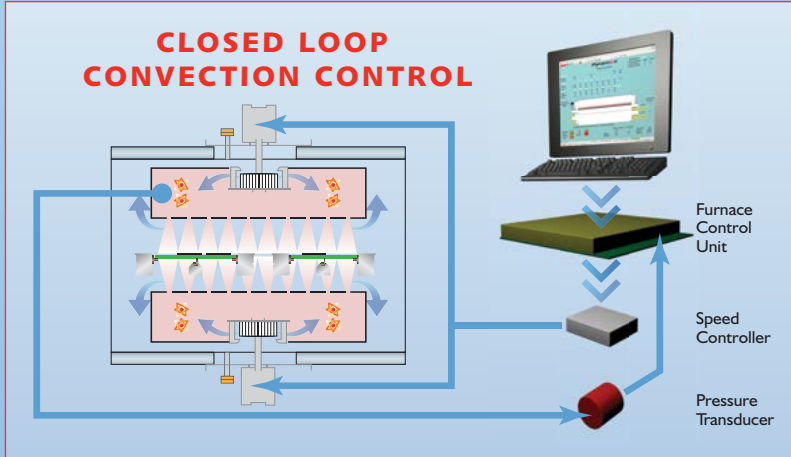 CLOSED LOOP
CONVECTION CONTROL
Furnace
Control
Unit
Speed
Controller
Pressure
Transducer